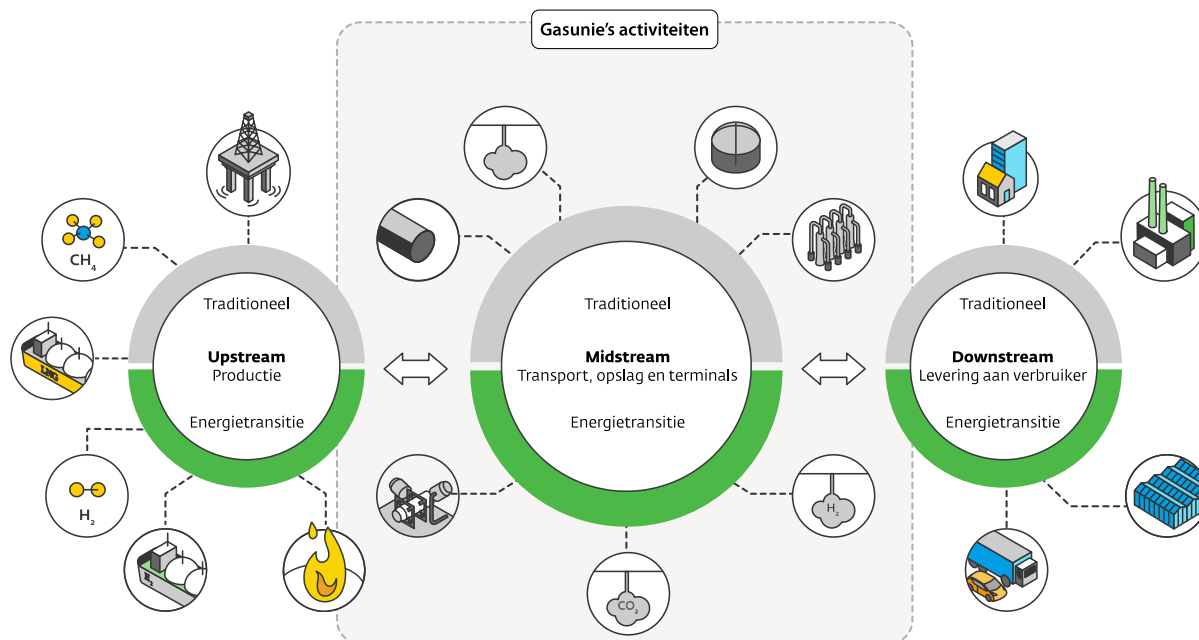 Gasunie's activiteiten
CH₄
LNG
H₂
H₂
Traditioneel
Upstream
Productie
Energietransitie
Traditioneel
Midstream
Transport, opslag en terminals
Energietransitie
CO₂
H₂
Traditioneel
Downstream
Levering aan verbruiker
Energietransitie